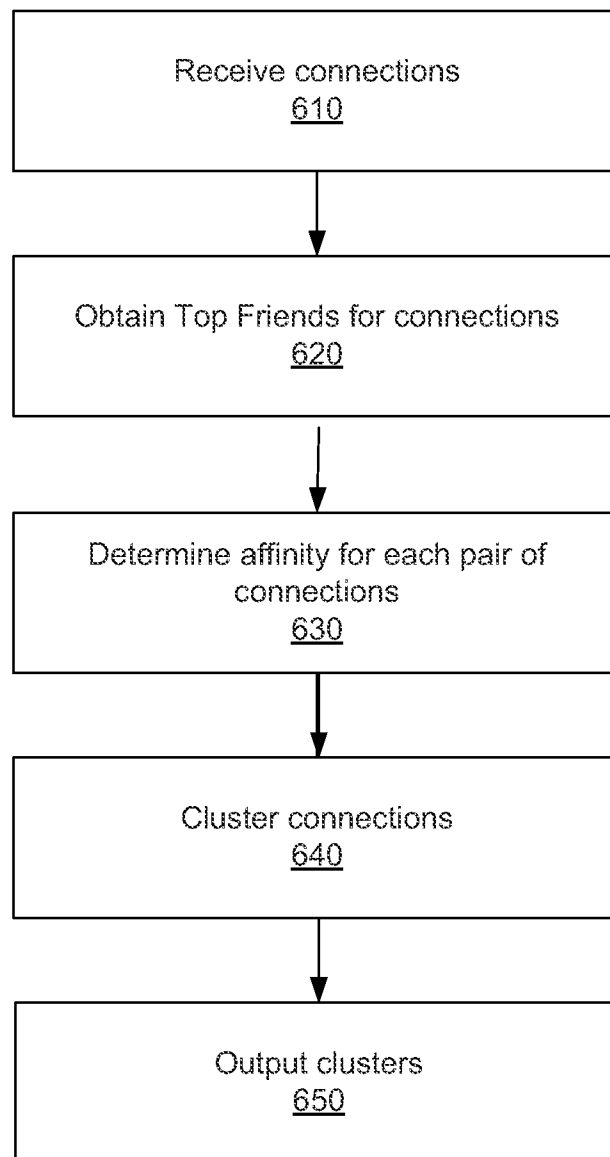 Receive connections
610
Obtain Top Friends for connections
620
Determine affinity for each pair of
connections
630
Cluster connections
640
Output clusters
650